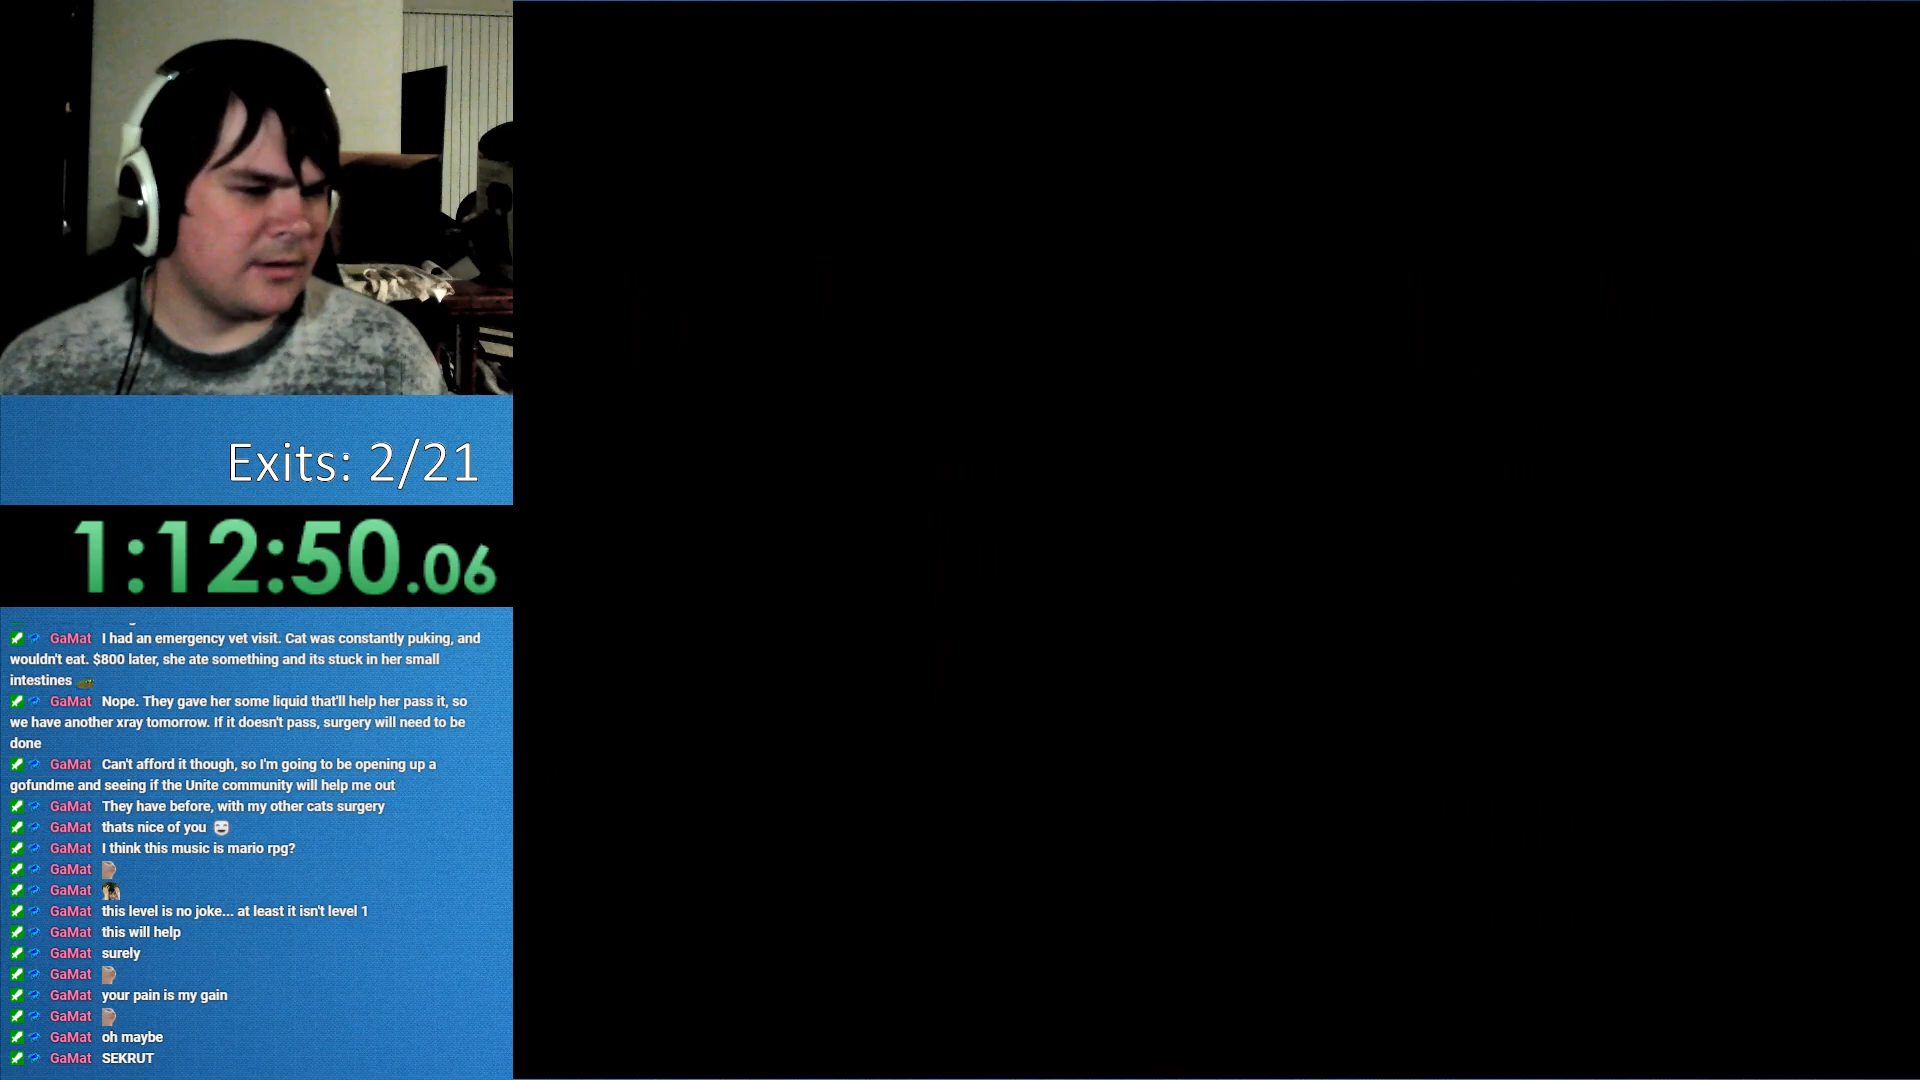 Exits: 2/21
1:12:50.06
GaMat I had an emergency vet visit. Cat was constantly puking, and
wouldn't eat. $800 later, she ate something and its stuck in her small
intestines
GaMat Nope. They gave her some liquid that'll help her pass it, so
we have another xray tomorrow. If it doesn't pass, surgery will need to be
done
GaMat Can't afford it though, so I'm going to be opening up a
gofundme and seeing if the Unite community will help me out
GaMat They have before, with my other cats surgery
GaMat thats nice of you
GaMat I think this music is mario rpg?
GaMat
GaMat
GaMat this level is no joke... at least it isn't level 1
GaMat this will help
GaMat surely
GaMat
GaMat your pain is my gain
GaMat
GaMat oh maybe
GaMat SEKRUT